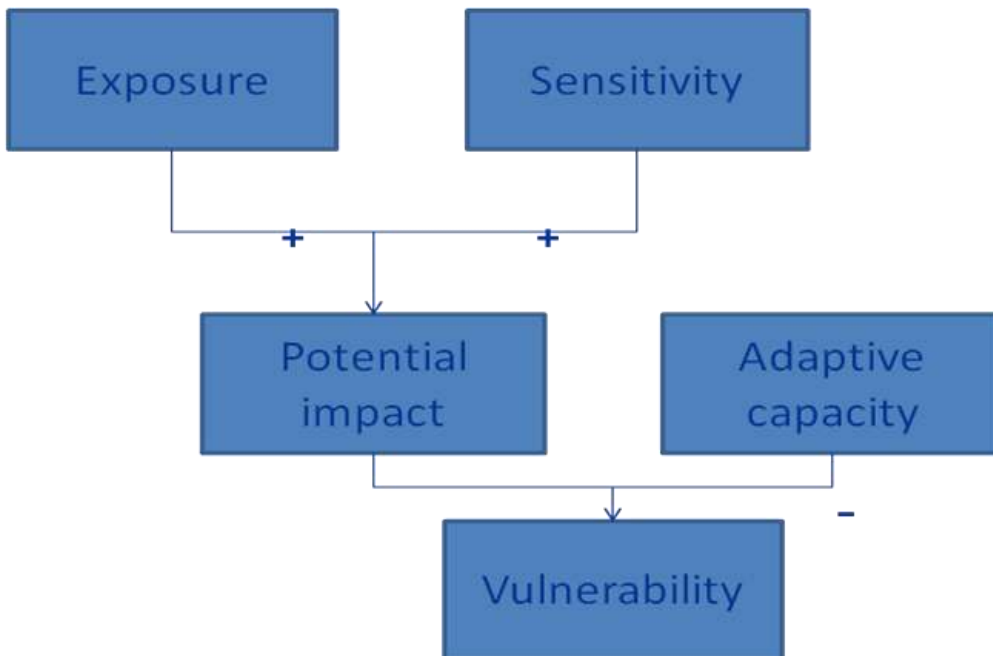 Exposure
Sensitivity
+
+
Potential
impact
Adaptive
capacity
-
Vulnerability